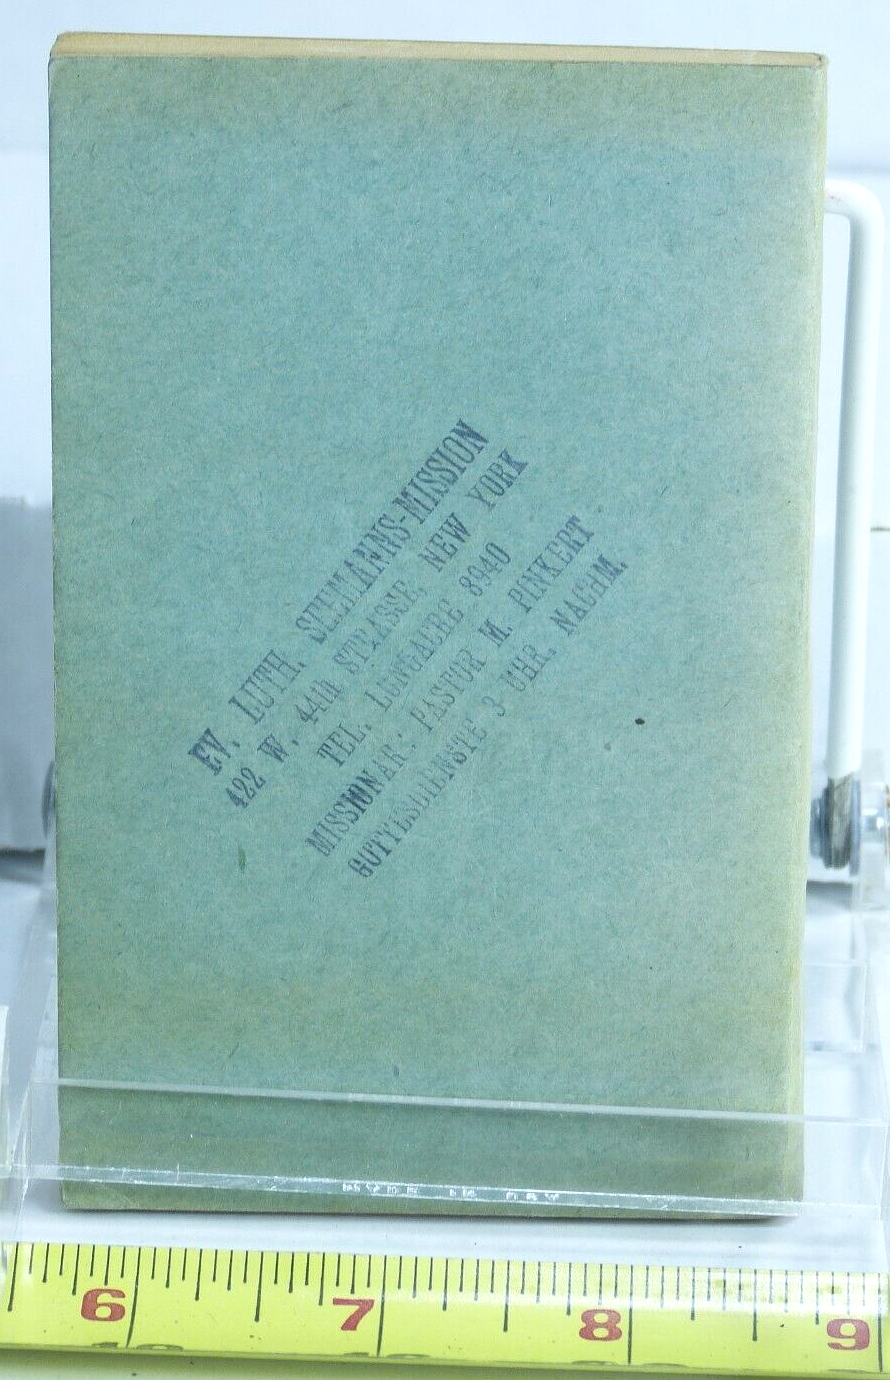 EV. LUTH. SEEMANNS-MISSION
422 W. 44th STRASSE, NEW YORK
TEL. LONGACRE 8940
MISSIONAR: PASTOR M. PINKERT
GOTTESDIENSTE 3 UHR. NACHM.
6 7 8 9